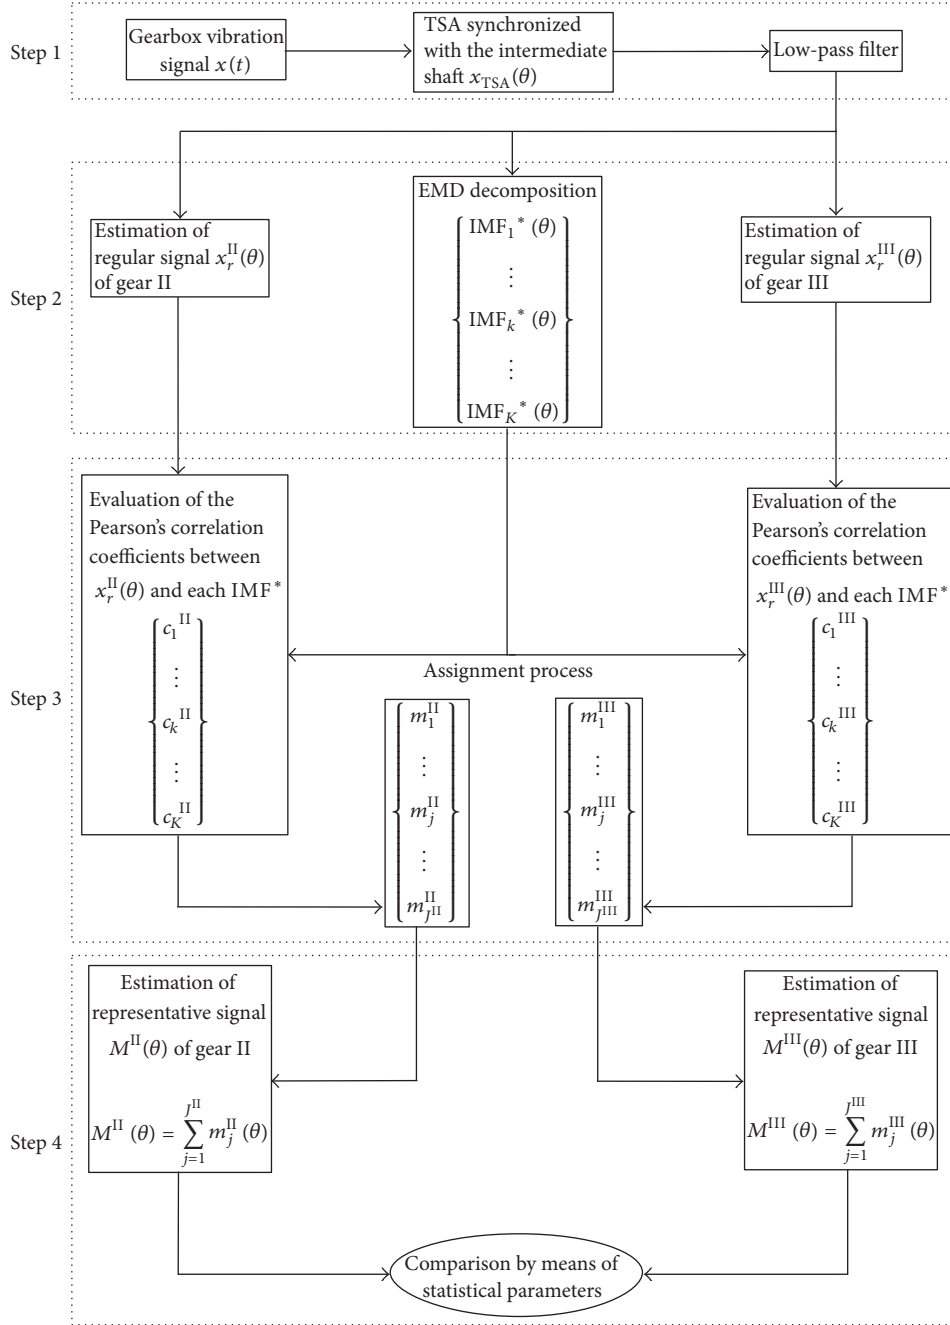 Step 1
Gearbox vibration
signal x(t)
TSA synchronized
with the intermediate
shaft x_TSA(θ)
Low-pass filter
Step 2
Estimation of
regular signal x_r^II(θ)
of gear II
EMD decomposition
IMF_1^*(θ)
⋮
IMF_k^*(θ)
⋮
IMF_K^*(θ)
Estimation of
regular signal x_r^III(θ)
of gear III
Step 3
Evaluation of the
Pearson's correlation
coefficients between
x_r^II(θ) and each IMF^*
c_1^II
⋮
c_k^II
⋮
c_K^II
Assignment process
m_1^II
⋮
m_j^II
⋮
m_{J^II}^II
m_1^III
⋮
m_j^III
⋮
m_{J^III}^III
Evaluation of the
Pearson's correlation
coefficients between
x_r^III(θ) and each IMF^*
c_1^III
⋮
c_k^III
⋮
c_K^III
Step 4
Estimation of
representative signal
M^II(θ) of gear II
M^II(θ) = ∑_{j=1}^{J^II} m_j^II(θ)
Estimation of
representative signal
M^III(θ) of gear III
M^III(θ) = ∑_{j=1}^{J^III} m_j^III(θ)
Comparison by means of
statistical parameters